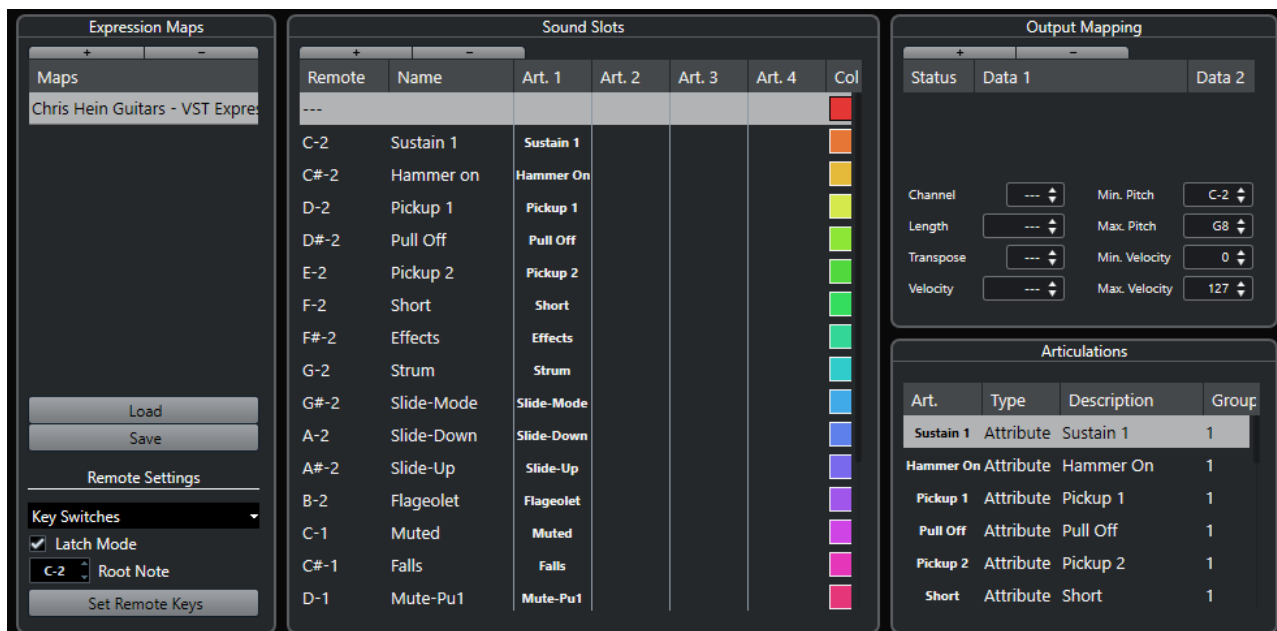 Expression Maps
+ -
Maps
Chris Hein Guitars - VST Expres
Load
Save
Remote Settings
Key Switches
Latch Mode
C-2 Root Note
Set Remote Keys
Sound Slots
+ -
Remote Name Art. 1 Art. 2 Art. 3 Art. 4 Col
---
C-2 Sustain 1 Sustain 1
C#-2 Hammer on Hammer On
D-2 Pickup 1 Pickup 1
D#-2 Pull Off Pull Off
E-2 Pickup 2 Pickup 2
F-2 Short Short
F#-2 Effects Effects
G-2 Strum Strum
G#-2 Slide-Mode Slide-Mode
A-2 Slide-Down Slide-Down
A#-2 Slide-Up Slide-Up
B-2 Flageolet Flageolet
C-1 Muted Muted
C#-1 Falls Falls
D-1 Mute-Pu1 Mute-Pu1
Output Mapping
+ -
Status Data 1 Data 2
Channel --- Min. Pitch C-2
Length --- Max. Pitch G8
Transpose --- Min. Velocity 0
Velocity --- Max. Velocity 127
Articulations
Art. Type Description Group
Sustain 1 Attribute Sustain 1 1
Hammer On Attribute Hammer On 1
Pickup 1 Attribute Pickup 1 1
Pull Off Attribute Pull Off 1
Pickup 2 Attribute Pickup 2 1
Short Attribute Short 1